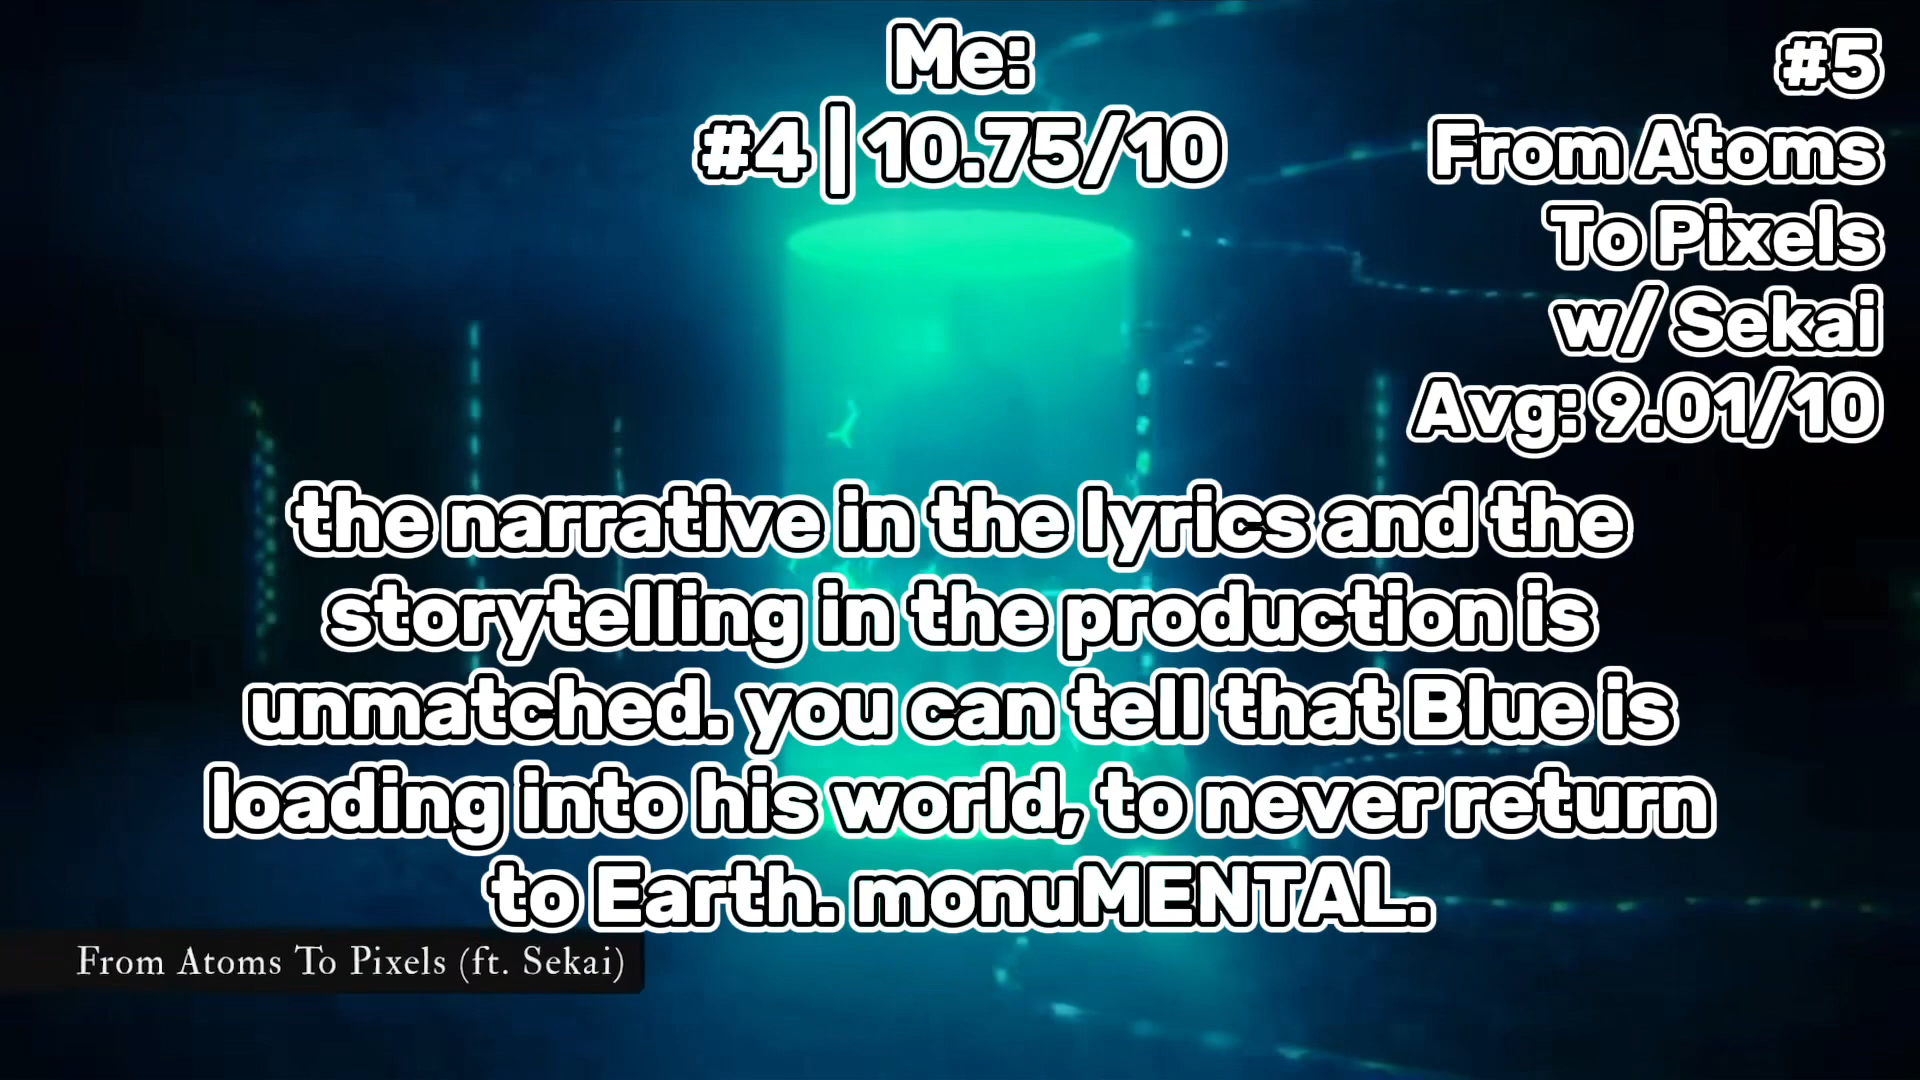 Me:
#4 | 10.75/10
#5
From Atoms
To Pixels
w/ Sekai
Avg: 9.01/10
the narrative in the lyrics and the
storytelling in the production is
unmatched. you can tell that Blue is
loading into his world, to never return
to Earth. monuMENTAL.
From Atoms To Pixels (ft. Sekai)